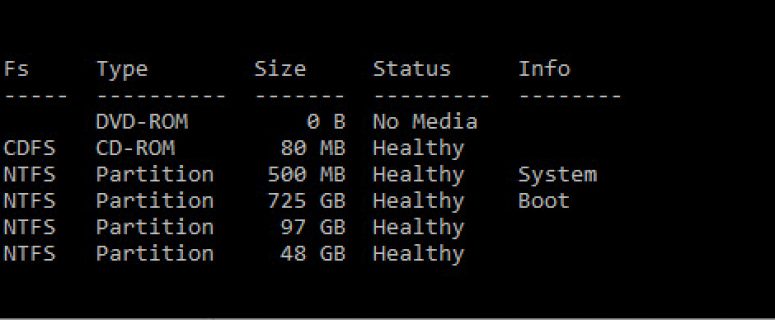 Fs     Type        Size     Status     Info
-----  ----------  -------  ---------  --------
       DVD-ROM         0 B  No Media
CDFS   CD-ROM        80 MB  Healthy
NTFS   Partition    500 MB  Healthy    System
NTFS   Partition    725 GB  Healthy    Boot
NTFS   Partition     97 GB  Healthy
NTFS   Partition     48 GB  Healthy